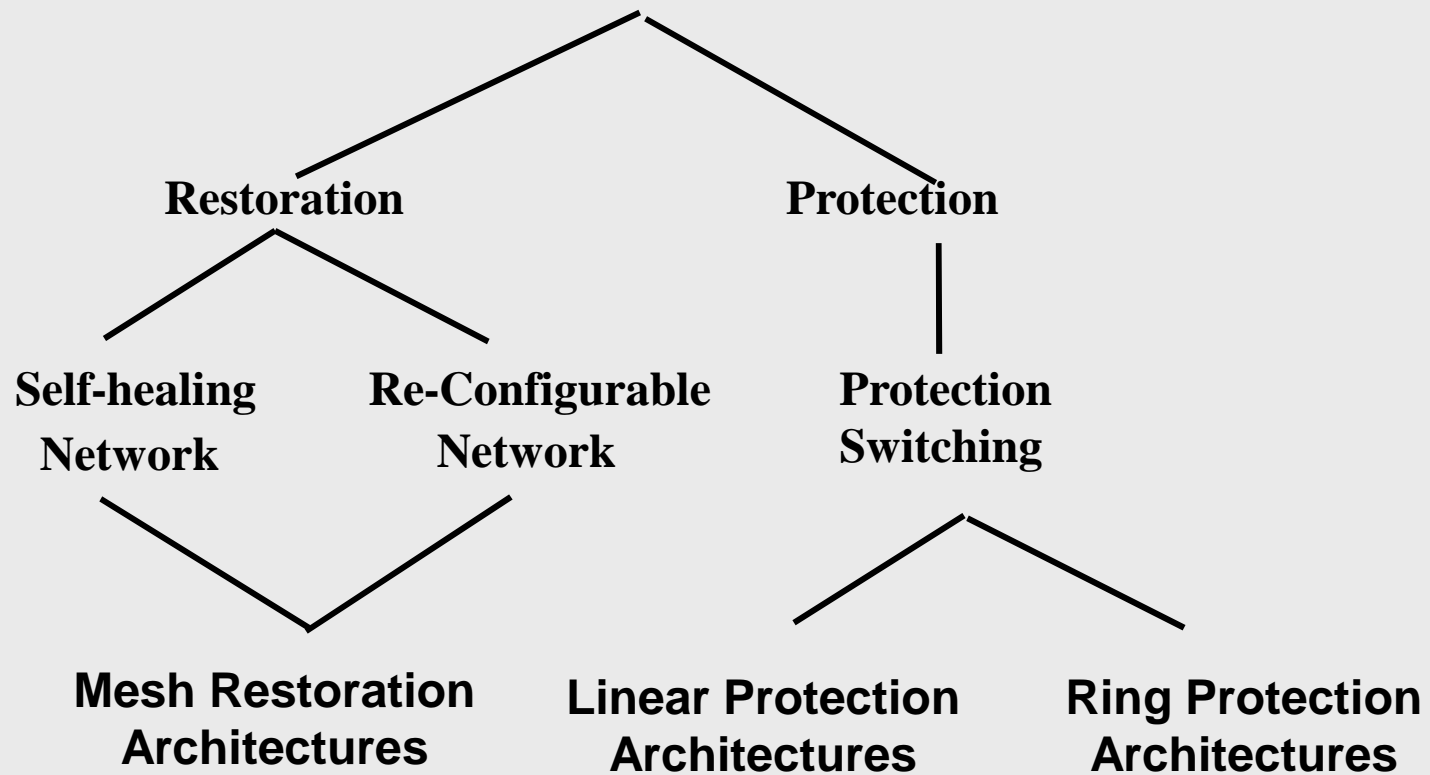 Restoration
Protection
Self-healing
Network
Re-Configurable
Network
Protection
Switching
Mesh Restoration
Architectures
Linear Protection
Architectures
Ring Protection
Architectures